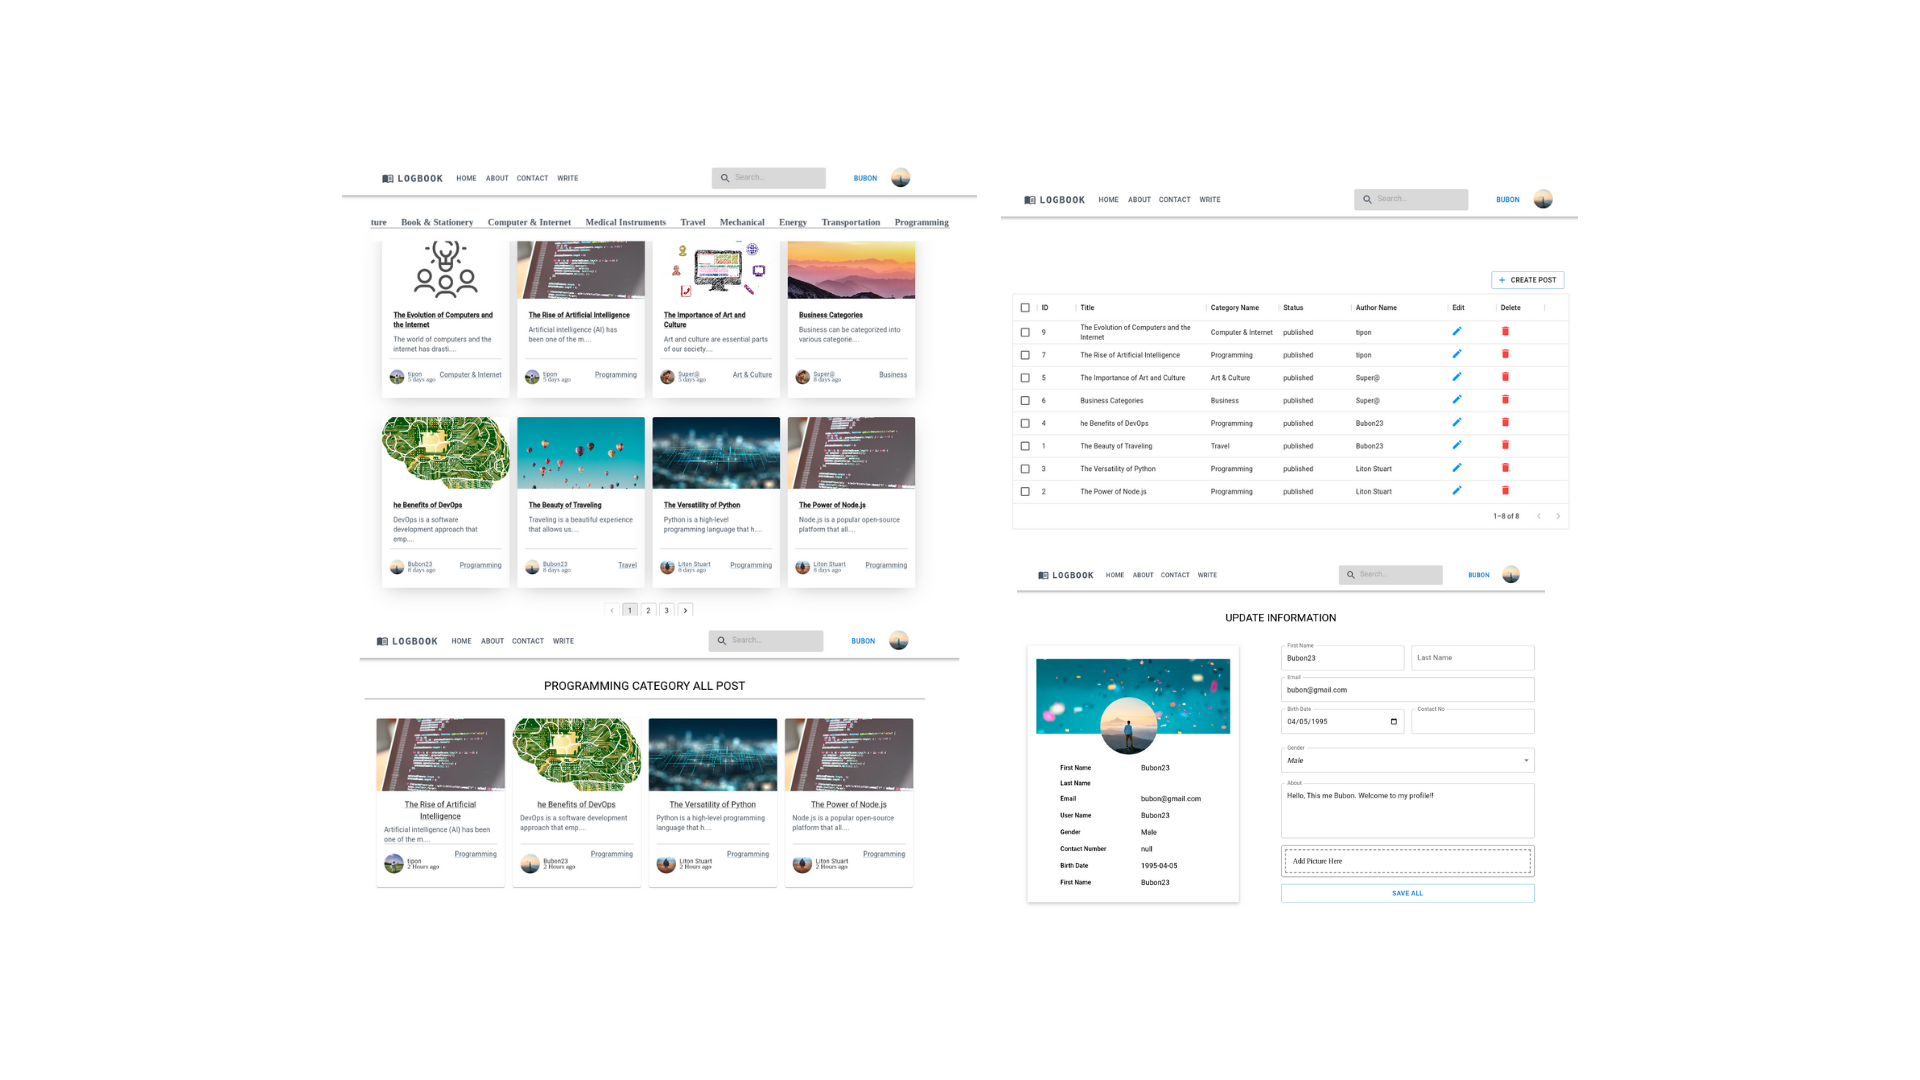 LOGBOOK HOME ABOUT CONTACT WRITE Search... BUBON
ture Book & Stationery Computer & Internet Medical Instruments Travel Mechanical Energy Transportation Programming
The Evolution of Computers and
the Internet
The world of computers and the
internet has drasti....
tipon
5 days ago
Computer & Internet
The Rise of Artificial Intelligence
Artificial intelligence (AI) has
been one of the m....
tipon
5 days ago
Programming
The Importance of Art and
Culture
Art and culture are essential parts
of our society....
Super@
5 days ago
Art & Culture
Business Categories
Business can be categorized into
various categorie....
Super@
8 days ago
Business
he Benefits of DevOps
DevOps is a software
development approach that
emp....
Bubon23
8 days ago
Programming
The Beauty of Traveling
Traveling is a beautiful experience
that allows us....
Bubon23
8 days ago
Travel
The Versatility of Python
Python is a high-level
programming language that h....
Liton Stuart
8 days ago
Programming
The Power of Node.js
Node.js is a popular open-source
platform that all....
Liton Stuart
8 days ago
Programming
< 1 2 3 >
LOGBOOK HOME ABOUT CONTACT WRITE Search... BUBON
PROGRAMMING CATEGORY ALL POST
The Rise of Artificial
Intelligence
Artificial intelligence (AI) has been
one of the m....
Programming
tipon
2 Hours ago
he Benefits of DevOps
DevOps is a software development
approach that emp....
Programming
Bubon23
2 Hours ago
The Versatility of Python
Python is a high-level programming
language that h....
Programming
Liton Stuart
2 Hours ago
The Power of Node.js
Node.js is a popular open-source
platform that all....
Programming
Liton Stuart
2 Hours ago
LOGBOOK HOME ABOUT CONTACT WRITE Search... BUBON
+ CREATE POST
ID Title Category Name Status Author Name Edit Delete
9 The Evolution of Computers and the Internet Computer & Internet published tipon
7 The Rise of Artificial Intelligence Programming published tipon
5 The Importance of Art and Culture Art & Culture published Super@
6 Business Categories Business published Super@
4 he Benefits of DevOps Programming published Bubon23
1 The Beauty of Traveling Travel published Bubon23
3 The Versatility of Python Programming published Liton Stuart
2 The Power of Node.js Programming published Liton Stuart
1–8 of 8 < >
LOGBOOK HOME ABOUT CONTACT WRITE Search... BUBON
UPDATE INFORMATION
First Name Bubon23
Last Name
Email bubon@gmail.com
User Name Bubon23
Gender Male
Contact Number null
Birth Date 1995-04-05
First Name Bubon23
First Name
Bubon23
Last Name
Email
bubon@gmail.com
Birth Date
04/05/1995
Contact No
Gender
Male
About
Hello, This me Bubon. Welcome to my profile!!
Add Picture Here
SAVE ALL